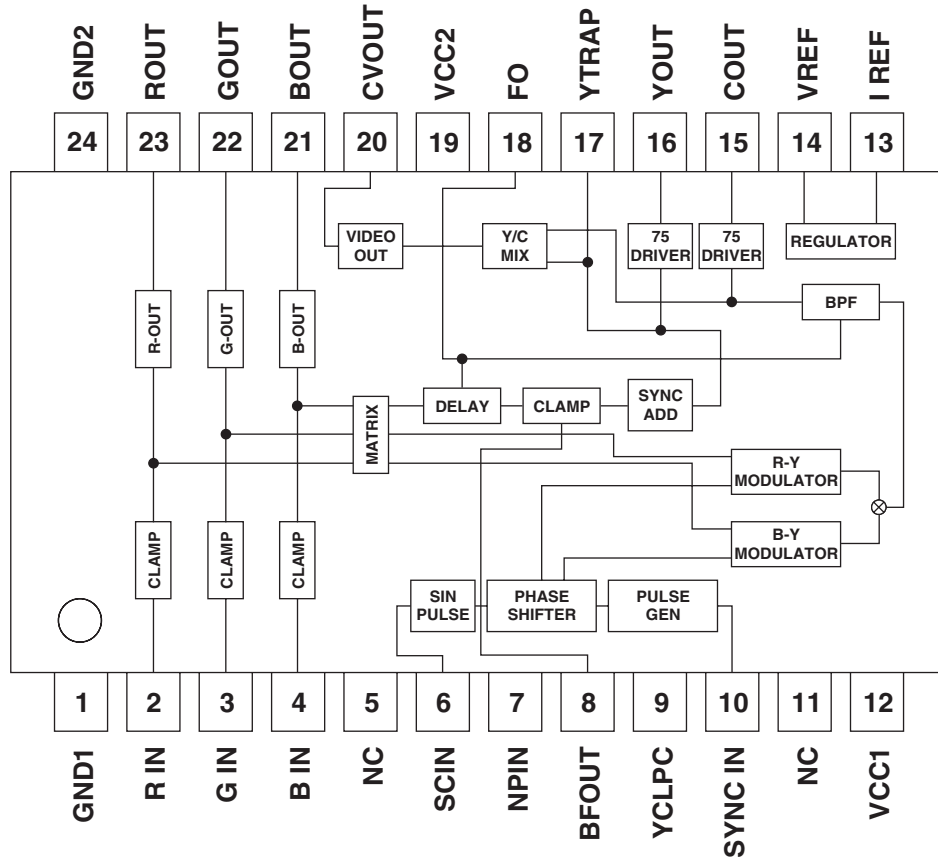 GND2
ROUT
GOUT
BOUT
CVOUT
VCC2
FO
YTRAP
YOUT
COUT
VREF
I REF
24
23
22
21
20
19
18
17
16
15
14
13
VIDEO
OUT
Y/C
MIX
75
DRIVER
75
DRIVER
REGULATOR
R-OUT
G-OUT
B-OUT
BPF
MATRIX
DELAY
CLAMP
SYNC
ADD
R-Y
MODULATOR
B-Y
MODULATOR
CLAMP
CLAMP
CLAMP
SIN
PULSE
PHASE
SHIFTER
PULSE
GEN
1
2
3
4
5
6
7
8
9
10
11
12
GND1
R IN
G IN
B IN
NC
SCIN
NPIN
BFOUT
YCLPC
SYNC IN
NC
VCC1